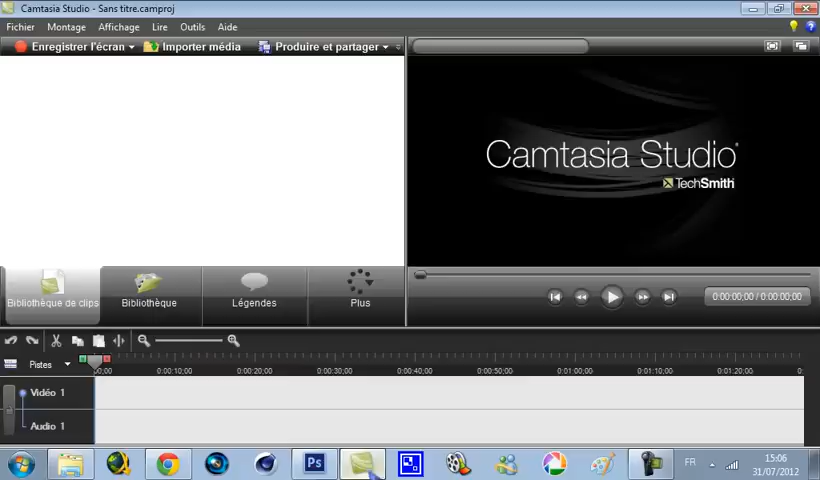 Camtasia Studio - Sans titre.camproj
Fichier Montage Affichage Lire Outils Aide
Enregistrer l'écran Importer média Produire et partager
Camtasia Studio
TechSmith
Bibliothèque de clips Bibliothèque Légendes Plus
0:00:00;00 / 0:00:00;00
Pistes
00;00 0:00:10;00 0:00:20;00 0:00:30;00 0:00:40;00 0:00:50;00 0:01:00;00 0:01:10;00 0:01:20;00 0:
Vidéo 1
Audio 1
Ps
FR
15:06
31/07/2012